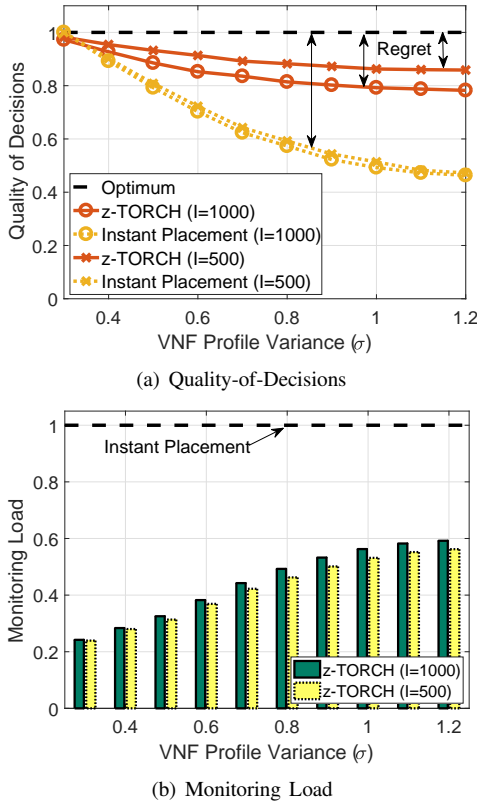 1
0.8
0.6
0.4
0.2
0
Quality of Decisions
Regret
Optimum
z-TORCH (I=1000)
Instant Placement (I=1000)
z-TORCH (I=500)
Instant Placement (I=500)
0.4 0.6 0.8 1 1.2
VNF Profile Variance (σ)
(a) Quality-of-Decisions
1
0.8
0.6
0.4
0.2
0
Monitoring Load
Instant Placement
z-TORCH (I=1000)
z-TORCH (I=500)
0.4 0.6 0.8 1 1.2
VNF Profile Variance (σ)
(b) Monitoring Load